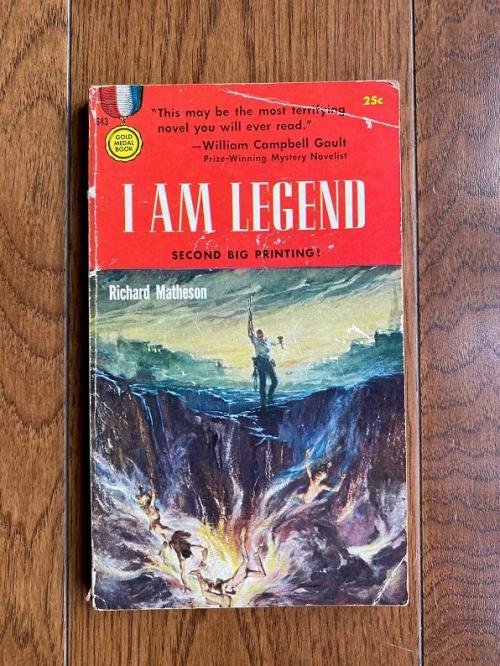 "This may be the most terrifying
novel you will ever read."
—William Campbell Gault
Prize-Winning Mystery Novelist
25c
643
GOLD
MEDAL
BOOK
I AM LEGEND
SECOND BIG PRINTING!
Richard Matheson